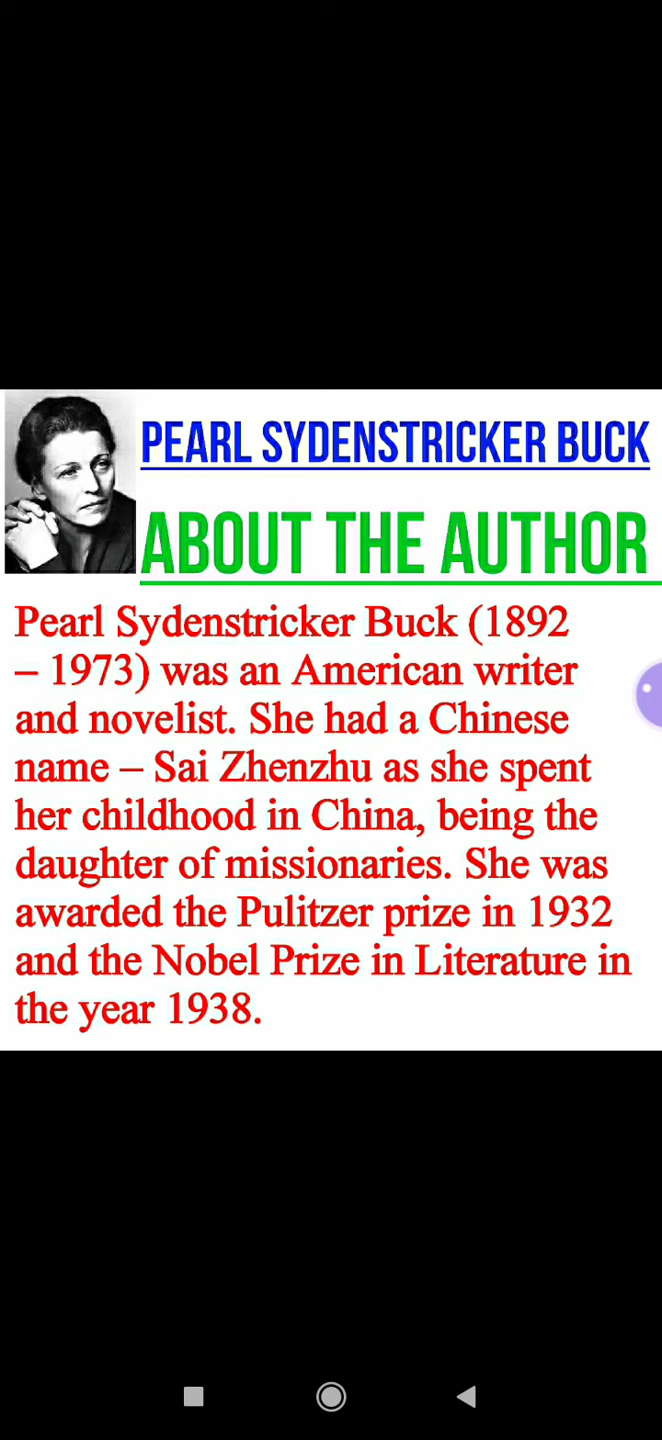 PEARL SYDENSTRICKER BUCK
ABOUT THE AUTHOR
Pearl Sydenstricker Buck (1892
– 1973) was an American writer
and novelist. She had a Chinese
name – Sai Zhenzhu as she spent
her childhood in China, being the
daughter of missionaries. She was
awarded the Pulitzer prize in 1932
and the Nobel Prize in Literature in
the year 1938.